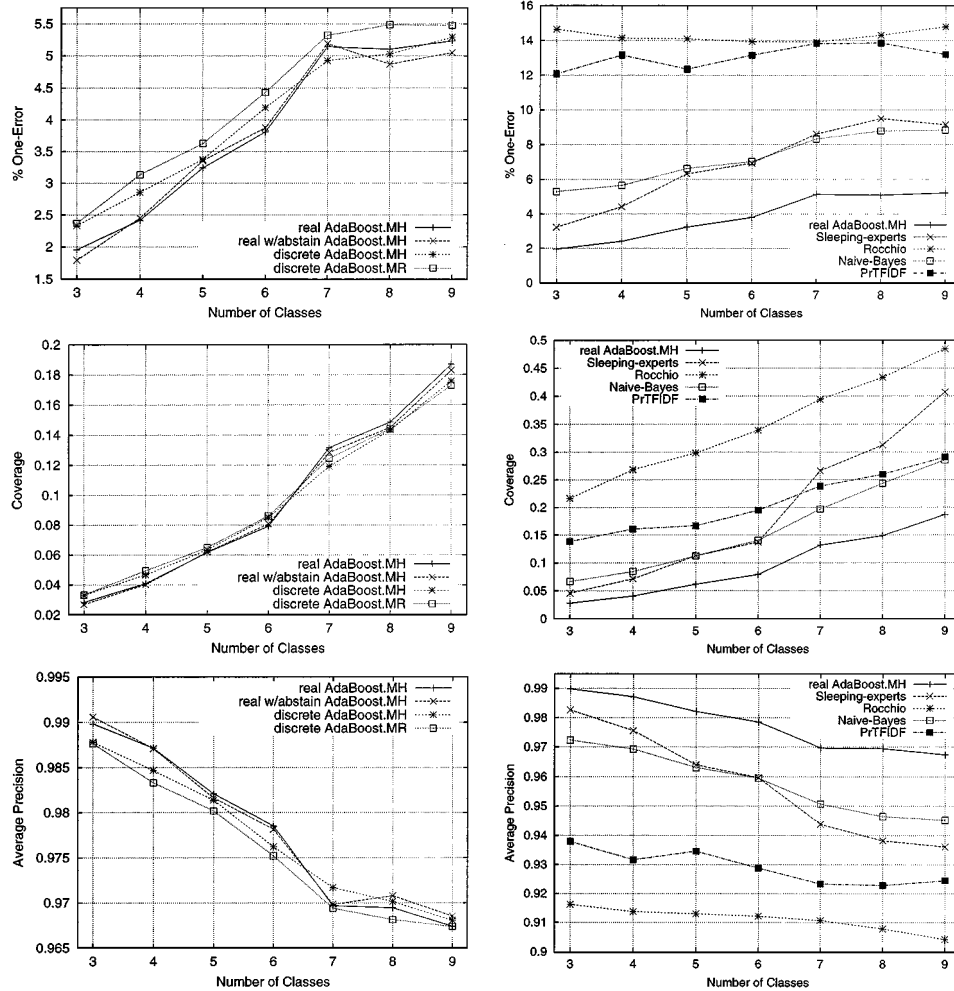 5.5
5
4.5
4
3.5
3
2.5
2
1.5
% One-Error
real AdaBoost.MH
real w/abstain AdaBoost.MH
discrete AdaBoost.MH
discrete AdaBoost.MR
3 4 5 6 7 8 9
Number of Classes
16
14
12
10
8
6
4
2
0
% One-Error
real AdaBoost.MH
Sleeping-experts
Rocchio
Naive-Bayes
PrTFIDF
3 4 5 6 7 8 9
Number of Classes
0.2
0.18
0.16
0.14
0.12
0.1
0.08
0.06
0.04
0.02
Coverage
real AdaBoost.MH
real w/abstain AdaBoost.MH
discrete AdaBoost.MH
discrete AdaBoost.MR
3 4 5 6 7 8 9
Number of Classes
0.5
0.45
0.4
0.35
0.3
0.25
0.2
0.15
0.1
0.05
0
Coverage
real AdaBoost.MH
Sleeping-experts
Rocchio
Naive-Bayes
PrTFIDF
3 4 5 6 7 8 9
Number of Classes
0.995
0.99
0.985
0.98
0.975
0.97
0.965
Average Precision
real AdaBoost.MH
real w/abstain AdaBoost.MH
discrete AdaBoost.MH
discrete AdaBoost.MR
3 4 5 6 7 8 9
Number of Classes
0.99
0.98
0.97
0.96
0.95
0.94
0.93
0.92
0.91
0.9
Average Precision
real AdaBoost.MH
Sleeping-experts
Rocchio
Naive-Bayes
PrTFIDF
3 4 5 6 7 8 9
Number of Classes